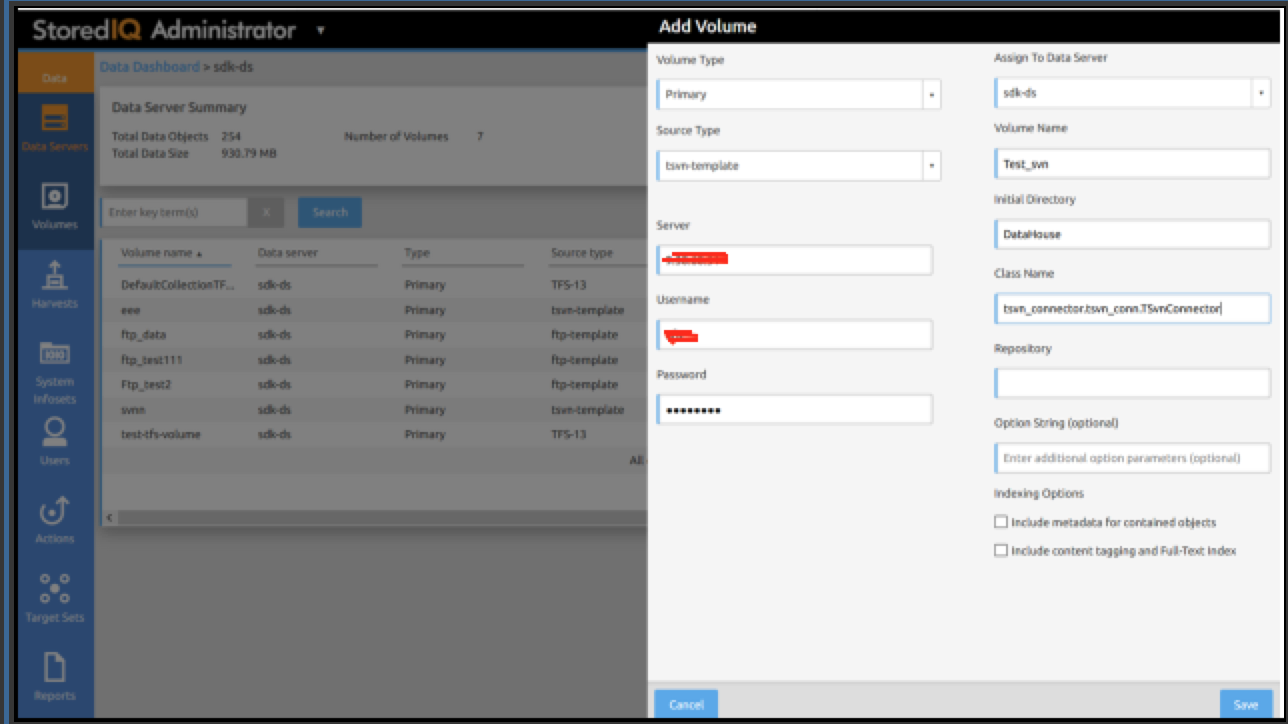 StoredIQ Administrator
Data
Data Servers
Volumes
Harvests
System
Infosets
Users
Actions
Target Sets
Reports
Data Dashboard > sdk-ds
Data Server Summary
Total Data Objects 254 Number of Volumes 7
Total Data Size 930.79 MB
Enter key term(s) X Search
Volume name Data server Type Source type
DefaultCollectionTF... sdk-ds Primary TFS-13
eee sdk-ds Primary tsvn-template
ftp_data sdk-ds Primary ftp-template
ftp_test111 sdk-ds Primary ftp-template
Ftp_test2 sdk-ds Primary ftp-template
svnn sdk-ds Primary tsvn-template
test-tfs-volume sdk-ds Primary TFS-13
All
Add Volume
Volume Type
Primary
Source Type
tsvn-template
Server
Username
Password
Assign To Data Server
sdk-ds
Volume Name
Test_svn
Initial Directory
DataHouse
Class Name
tsvn_connector.tsvn_conn.TSvnConnector
Repository
Option String (optional)
Enter additional option parameters (optional)
Indexing Options
Include metadata for contained objects
Include content tagging and Full-Text Index
Cancel Save